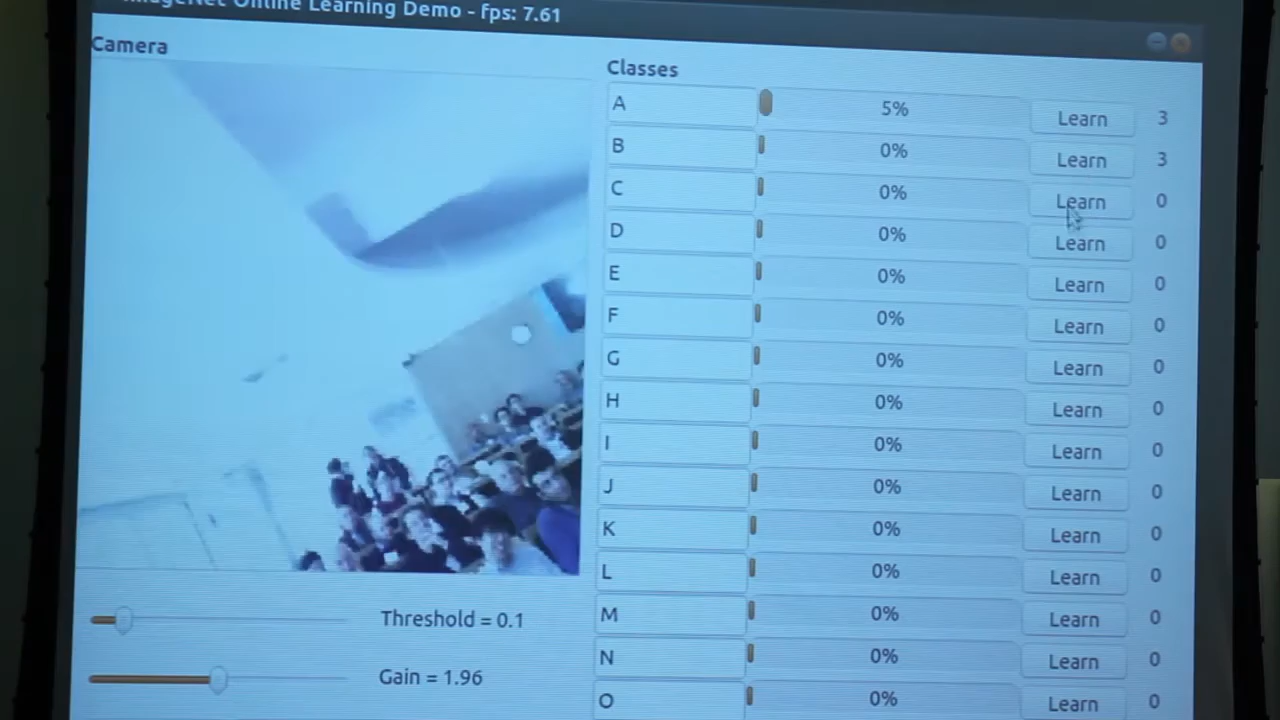 ImageNet Online Learning Demo - fps: 7.61
Camera
Classes
A 5% Learn 3
B 0% Learn 3
C 0% Learn 0
D 0% Learn 0
E 0% Learn 0
F 0% Learn 0
G 0% Learn 0
H 0% Learn 0
I 0% Learn 0
J 0% Learn 0
K 0% Learn 0
L 0% Learn 0
M 0% Learn 0
N 0% Learn 0
O 0% Learn 0
Threshold = 0.1
Gain = 1.96